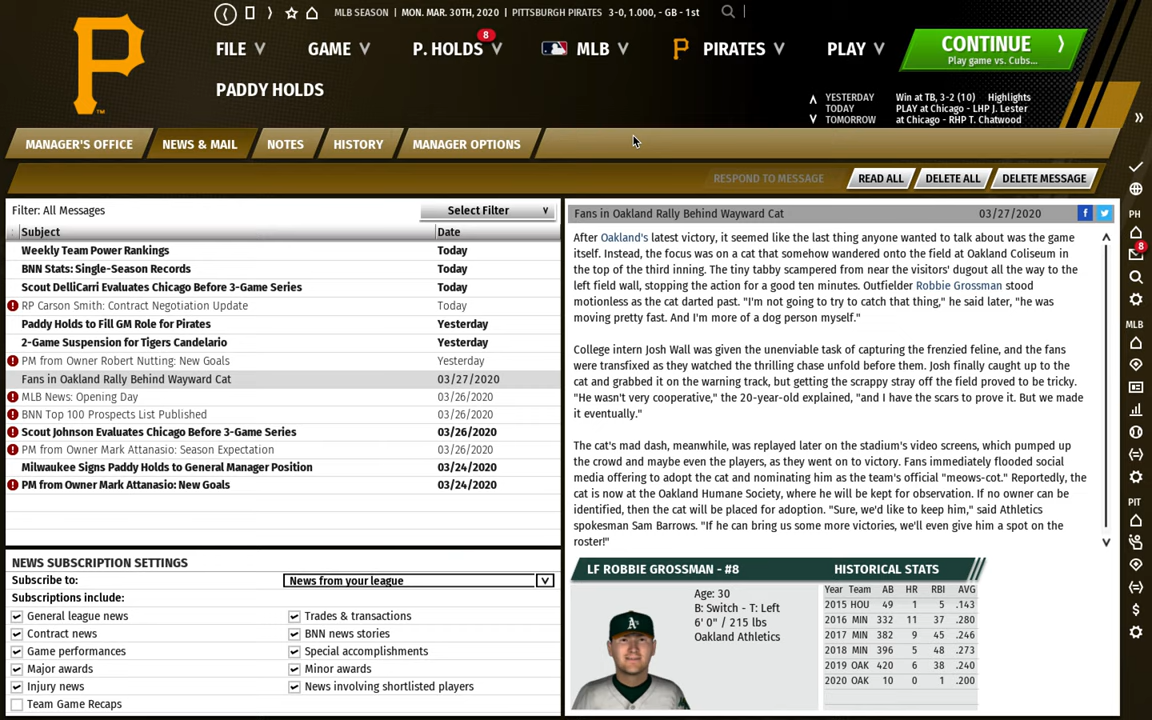 MLB SEASON | MON. MAR. 30TH, 2020 | PITTSBURGH PIRATES 3-0, 1.000, - GB - 1st
FILE GAME P. HOLDS 8 MLB P PIRATES PLAY
CONTINUE
Play game vs. Cubs...
PADDY HOLDS
YESTERDAY Win at TB, 3-2 (10) Highlights
TODAY PLAY at Chicago - LHP J. Lester
TOMORROW at Chicago - RHP T. Chatwood
MANAGER'S OFFICE NEWS & MAIL NOTES HISTORY MANAGER OPTIONS
RESPOND TO MESSAGE READ ALL DELETE ALL DELETE MESSAGE
Filter: All Messages Select Filter
Subject Date
Weekly Team Power Rankings Today
BNN Stats: Single-Season Records Today
Scout DelliCarri Evaluates Chicago Before 3-Game Series Today
RP Carson Smith: Contract Negotiation Update Today
Paddy Holds to Fill GM Role for Pirates Yesterday
2-Game Suspension for Tigers Candelario Yesterday
PM from Owner Robert Nutting: New Goals Yesterday
Fans in Oakland Rally Behind Wayward Cat 03/27/2020
MLB News: Opening Day 03/26/2020
BNN Top 100 Prospects List Published 03/26/2020
Scout Johnson Evaluates Chicago Before 3-Game Series 03/26/2020
PM from Owner Mark Attanasio: Season Expectation 03/26/2020
Milwaukee Signs Paddy Holds to General Manager Position 03/24/2020
PM from Owner Mark Attanasio: New Goals 03/24/2020
NEWS SUBSCRIPTION SETTINGS
Subscribe to: News from your league
Subscriptions include:
General league news Trades & transactions
Contract news BNN news stories
Game performances Special accomplishments
Major awards Minor awards
Injury news News involving shortlisted players
Team Game Recaps
Fans in Oakland Rally Behind Wayward Cat 03/27/2020
After Oakland's latest victory, it seemed like the last thing anyone wanted to talk about was the game
itself. Instead, the focus was on a cat that somehow wandered onto the field at Oakland Coliseum in
the top of the third inning. The tiny tabby scampered from near the visitors' dugout all the way to the
left field wall, stopping the action for a good ten minutes. Outfielder Robbie Grossman stood
motionless as the cat darted past. "I'm not going to try to catch that thing," he said later, "he was
moving pretty fast. And I'm more of a dog person myself."
College intern Josh Wall was given the unenviable task of capturing the frenzied feline, and the fans
were transfixed as they watched the thrilling chase unfold before them. Josh finally caught up to the
cat and grabbed it on the warning track, but getting the scrappy stray off the field proved to be tricky.
"He wasn't very cooperative," the 20-year-old explained, "and I have the scars to prove it. But we made
it eventually."
The cat's mad dash, meanwhile, was replayed later on the stadium's video screens, which pumped up
the crowd and maybe even the players, as they went on to victory. Fans immediately flooded social
media offering to adopt the cat and nominating him as the team's official "meows-cot." Reportedly, the
cat is now at the Oakland Humane Society, where he will be kept for observation. If no owner can be
identified, then the cat will be placed for adoption. "Sure, we'd like to keep him," said Athletics
spokesman Sam Barrows. "If he can bring us some more victories, we'll even give him a spot on the
roster!"
LF ROBBIE GROSSMAN - #8 HISTORICAL STATS
Age: 30
B: Switch - T: Left
6' 0" / 215 lbs
Oakland Athletics
Year Team AB HR RBI AVG
2015 HOU 49 1 5 .143
2016 MIN 332 11 37 .280
2017 MIN 382 9 45 .246
2018 MIN 396 5 48 .273
2019 OAK 420 6 38 .240
2020 OAK 10 0 1 .200
PH
8
MLB
PIT